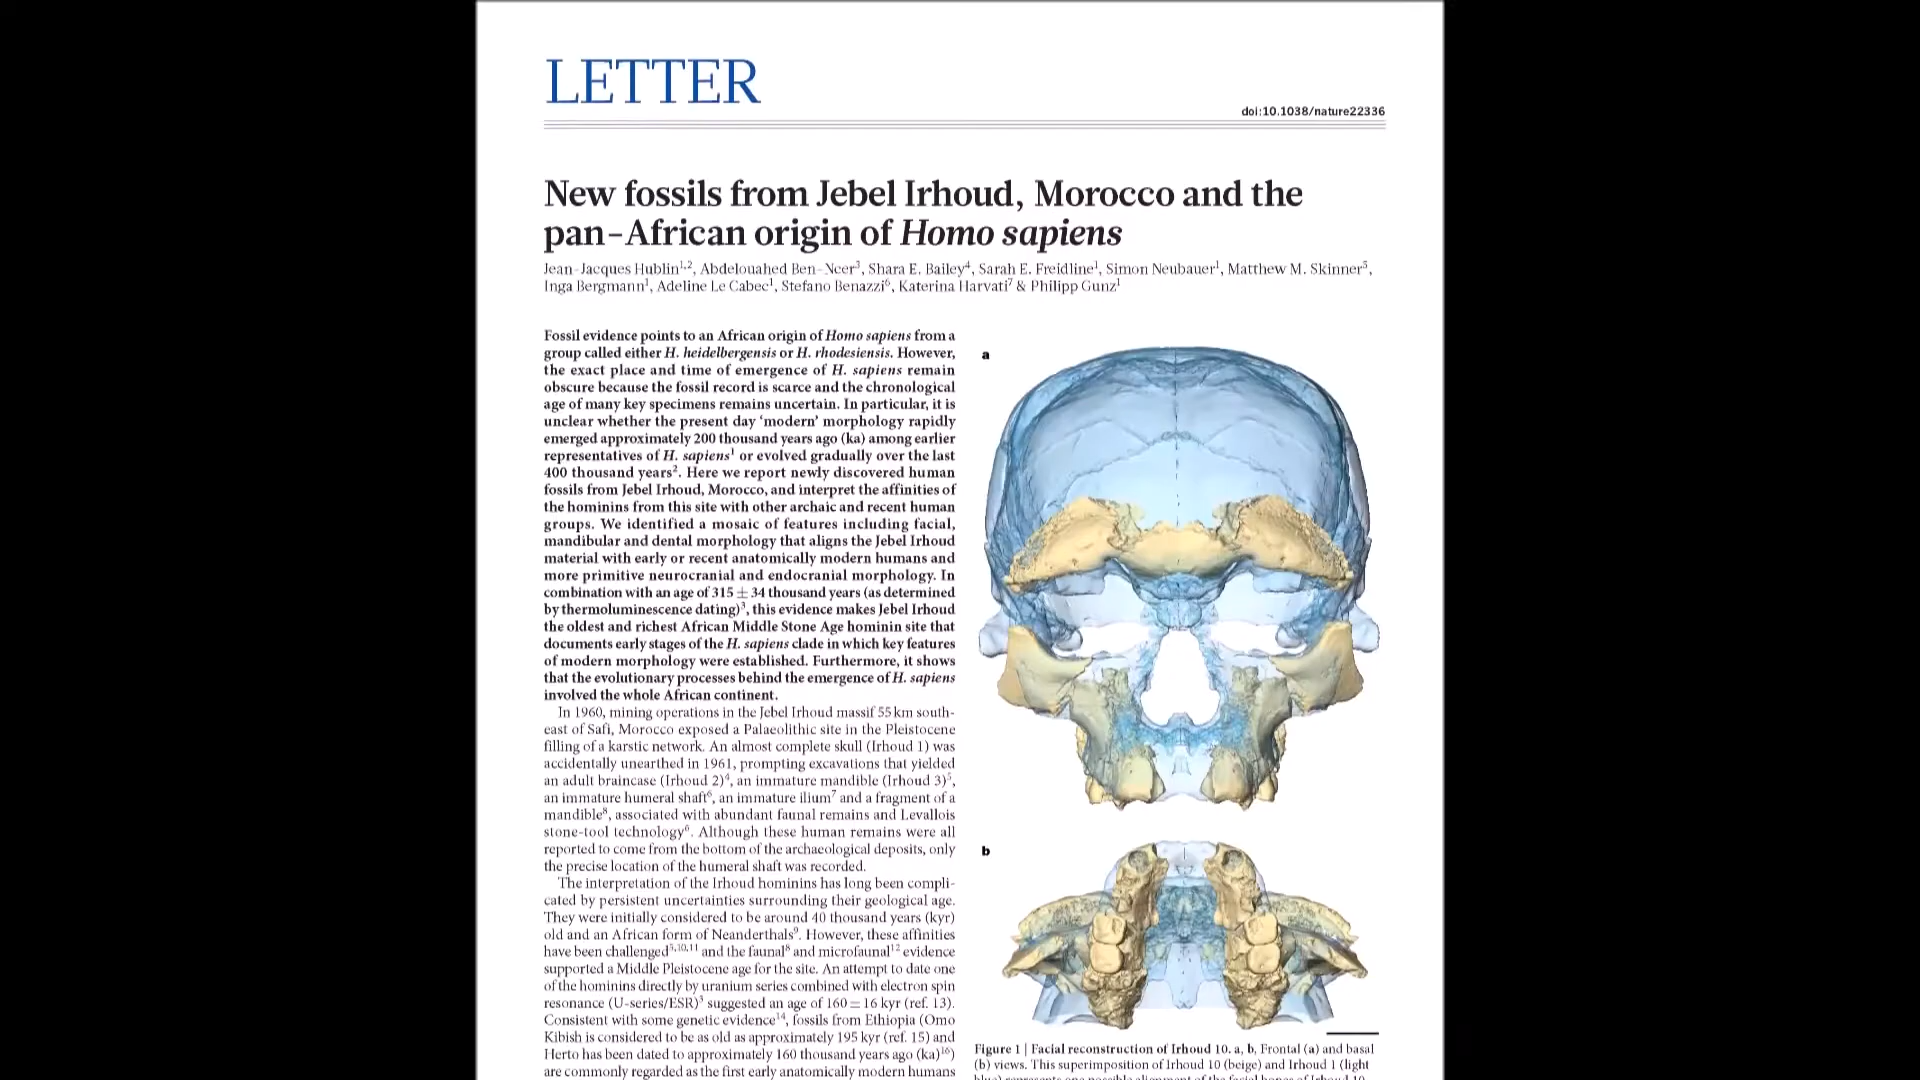 LETTER
doi:10.1038/nature22336
New fossils from Jebel Irhoud, Morocco and the
pan-African origin of Homo sapiens
Jean-Jacques Hublin1,2, Abdelouahed Ben-Ncer3, Shara E. Bailey4, Sarah E. Freidline1, Simon Neubauer1, Matthew M. Skinner5,
Inga Bergmann1, Adeline Le Cabec1, Stefano Benazzi6, Katerina Harvati7 & Philipp Gunz1
Fossil evidence points to an African origin of Homo sapiens from a
group called either H. heidelbergensis or H. rhodesiensis. However,
the exact place and time of emergence of H. sapiens remain
obscure because the fossil record is scarce and the chronological
age of many key specimens remains uncertain. In particular, it is
unclear whether the present day ‘modern’ morphology rapidly
emerged approximately 200 thousand years ago (ka) among earlier
representatives of H. sapiens1 or evolved gradually over the last
400 thousand years2. Here we report newly discovered human
fossils from Jebel Irhoud, Morocco, and interpret the affinities of
the hominins from this site with other archaic and recent human
groups. We identified a mosaic of features including facial,
mandibular and dental morphology that aligns the Jebel Irhoud
material with early or recent anatomically modern humans and
more primitive neurocranial and endocranial morphology. In
combination with an age of 315 ± 34 thousand years (as determined
by thermoluminescence dating)3, this evidence makes Jebel Irhoud
the oldest and richest African Middle Stone Age hominin site that
documents early stages of the H. sapiens clade in which key features
of modern morphology were established. Furthermore, it shows
that the evolutionary processes behind the emergence of H. sapiens
involved the whole African continent.
In 1960, mining operations in the Jebel Irhoud massif 55 km south-
east of Safi, Morocco exposed a Palaeolithic site in the Pleistocene
filling of a karstic network. An almost complete skull (Irhoud 1) was
accidentally unearthed in 1961, prompting excavations that yielded
an adult braincase (Irhoud 2)4, an immature mandible (Irhoud 3)5,
an immature humeral shaft6, an immature ilium7 and a fragment of a
mandible8, associated with abundant faunal remains and Levallois
stone-tool technology6. Although these human remains were all
reported to come from the bottom of the archaeological deposits, only
the precise location of the humeral shaft was recorded.
The interpretation of the Irhoud hominins has long been compli-
cated by persistent uncertainties surrounding their geological age.
They were initially considered to be around 40 thousand years (kyr)
old and an African form of Neanderthals9. However, these affinities
have been challenged5,10,11 and the faunal8 and microfaunal12 evidence
supported a Middle Pleistocene age for the site. An attempt to date one
of the hominins directly by uranium series combined with electron spin
resonance (U-series/ESR)3 suggested an age of 160 ± 16 kyr (ref. 13).
Consistent with some genetic evidence14, fossils from Ethiopia (Omo
Kibish is considered to be as old as approximately 195 kyr (ref. 15) and
Herto has been dated to approximately 160 thousand years ago (ka)16)
are commonly regarded as the first early anatomically modern humans
a
b
Figure 1 | Facial reconstruction of Irhoud 10. a, b, Frontal (a) and basal
(b) views. This superimposition of Irhoud 10 (beige) and Irhoud 1 (light
blue) represents one possible alignment of the facial bones of Irhoud 10.